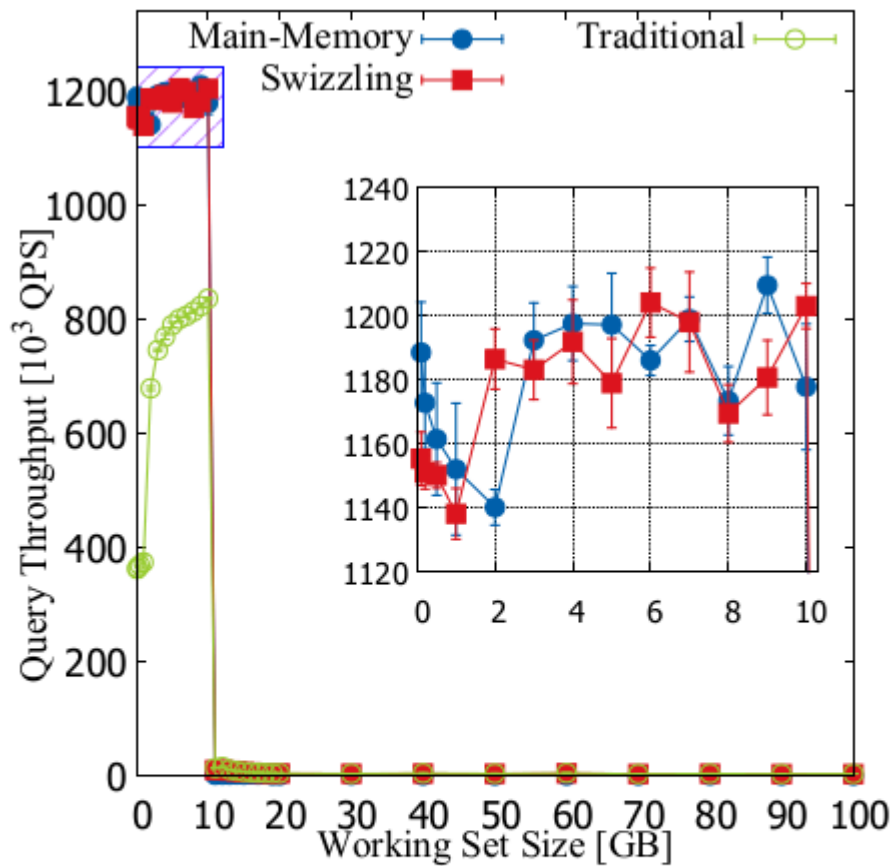 Main-Memory
Traditional
Swizzling
1200
1000
800
600
400
200
0
Query Throughput [10³ QPS]
1240
1220
1200
1180
1160
1140
1120
0 2 4 6 8 10
0 10 20 30 40 50 60 70 80 90 100
Working Set Size [GB]